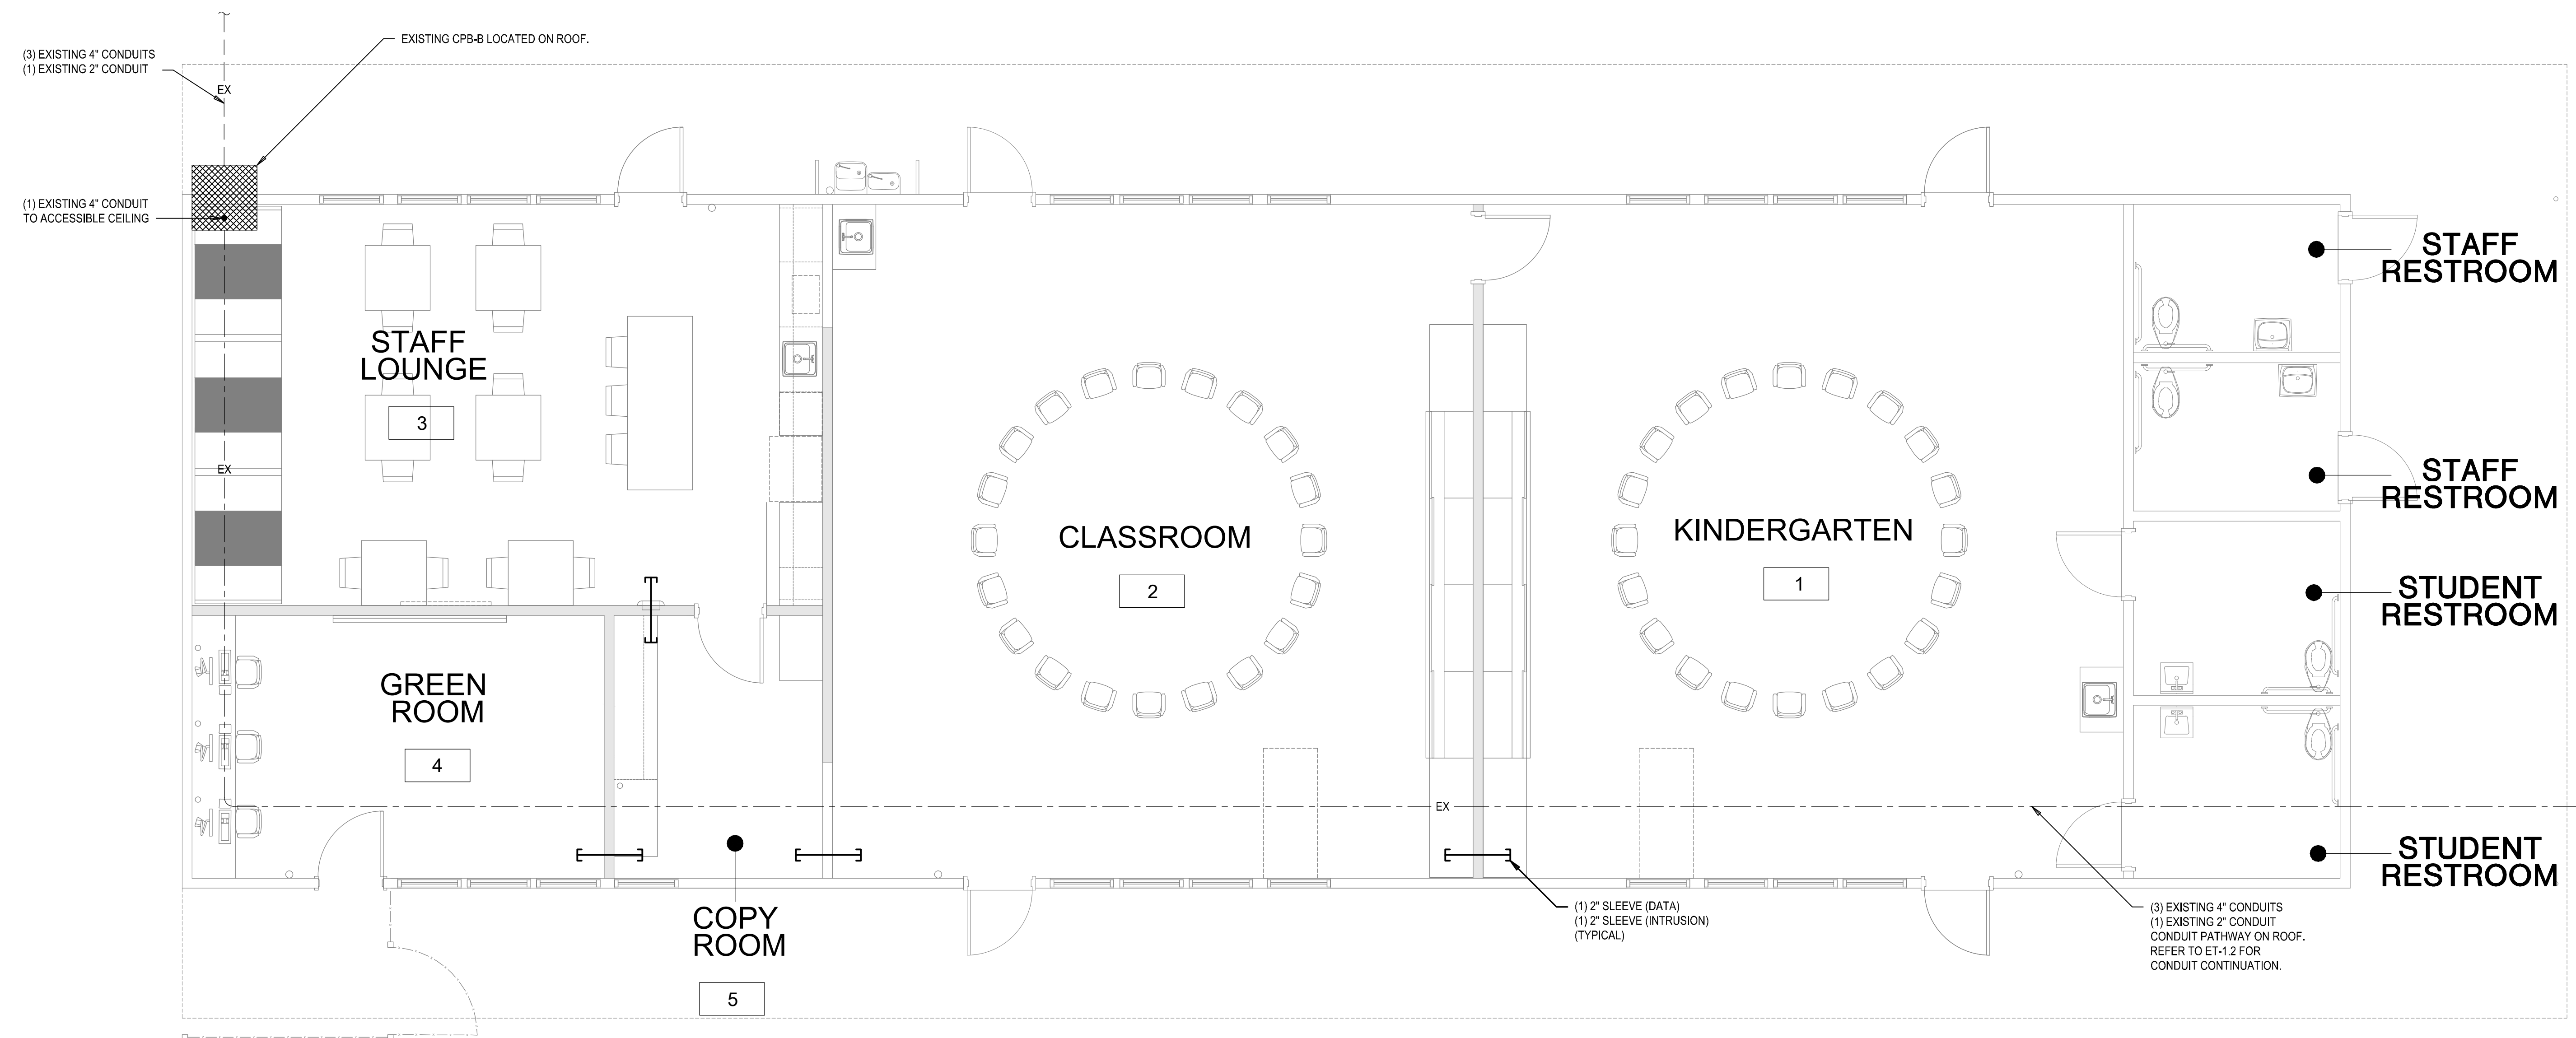 EXISTING CPB-B LOCATED ON ROOF.
(3) EXISTING 4" CONDUITS
(1) EXISTING 2" CONDUIT
EX
(1) EXISTING 4" CONDUIT
TO ACCESSIBLE CEILING
STAFF
RESTROOM
STAFF
LOUNGE
3
EX
STAFF
RESTROOM
CLASSROOM
2
KINDERGARTEN
1
STUDENT
RESTROOM
GREEN
ROOM
4
EX
STUDENT
RESTROOM
COPY
ROOM
5
(1) 2" SLEEVE (DATA)
(1) 2" SLEEVE (INTRUSION)
(TYPICAL)
(3) EXISTING 4" CONDUITS
(1) EXISTING 2" CONDUIT
CONDUIT PATHWAY ON ROOF.
REFER TO ET-1.2 FOR
CONDUIT CONTINUATION.